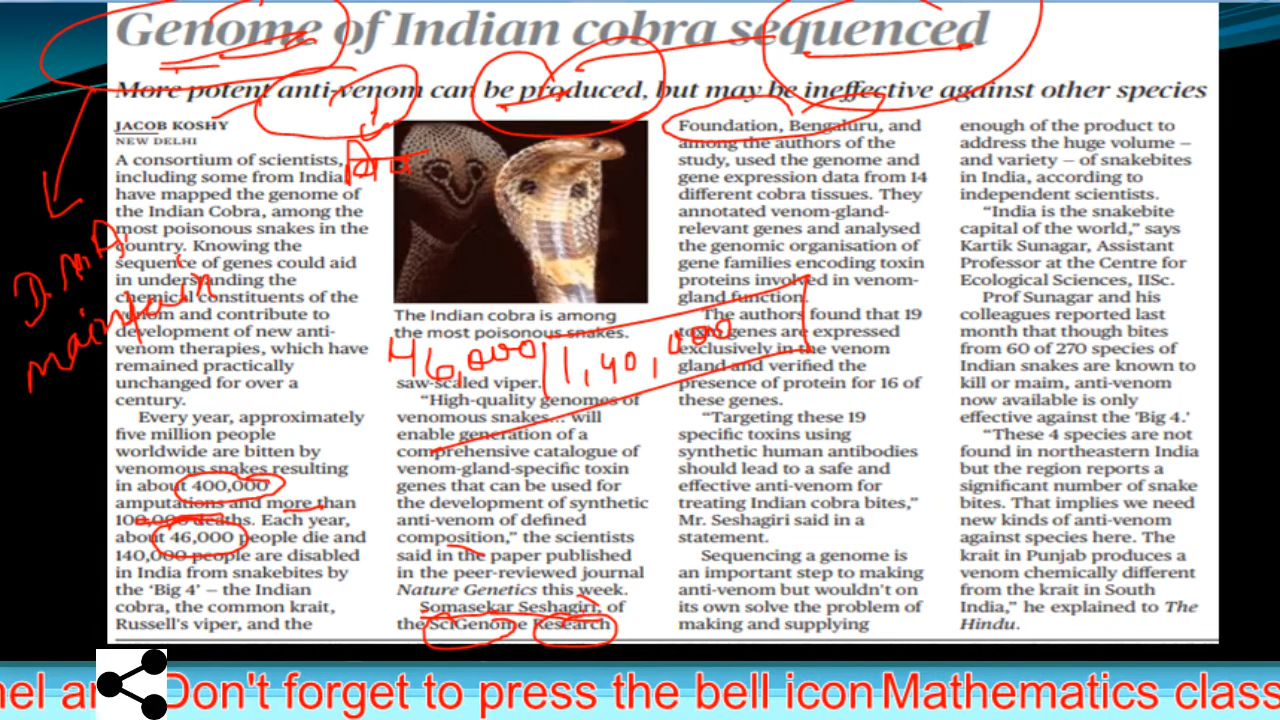 Genome of Indian cobra sequenced
More potent anti-venom can be produced, but may be ineffective against other species
JACOB KOSHY
NEW DELHI
A consortium of scientists,
including some from India,
have mapped the genome of
the Indian Cobra, among the
most poisonous snakes in the
country. Knowing the
sequence of genes could aid
in understanding the
chemical constituents of the
venom and contribute to
development of new anti-
venom therapies, which have
remained practically
unchanged for over a
century.
Every year, approximately
five million people
worldwide are bitten by
venomous snakes resulting
in about 400,000
amputations and more than
100,000 deaths. Each year,
about 46,000 people die and
140,000 people are disabled
in India from snakebites by
the ‘Big 4’ – the Indian
cobra, the common krait,
Russell's viper, and the
The Indian cobra is among
the most poisonous snakes.
46,000 1,40,000
saw-scaled viper.
“High-quality genomes of
venomous snakes... will
enable generation of a
comprehensive catalogue of
venom-gland-specific toxin
genes that can be used for
the development of synthetic
anti-venom of defined
composition,” the scientists
said in the paper published
in the peer-reviewed journal
Nature Genetics this week.
Somasekar Seshagiri, of
the SciGenome Research
Foundation, Bengaluru, and
among the authors of the
study, used the genome and
gene expression data from 14
different cobra tissues. They
annotated venom-gland-
relevant genes and analysed
the genomic organisation of
gene families encoding toxin
proteins involved in venom-
gland function.
The authors found that 19
toxin genes are expressed
exclusively in the venom
gland and verified the
presence of protein for 16 of
these genes.
“Targeting these 19
specific toxins using
synthetic human antibodies
should lead to a safe and
effective anti-venom for
treating Indian cobra bites,”
Mr. Seshagiri said in a
statement.
Sequencing a genome is
an important step to making
anti-venom but wouldn't on
its own solve the problem of
making and supplying
enough of the product to
address the huge volume –
and variety – of snakebites
in India, according to
independent scientists.
“India is the snakebite
capital of the world,” says
Kartik Sunagar, Assistant
Professor at the Centre for
Ecological Sciences, IISc.
Prof Sunagar and his
colleagues reported last
month that though bites
from 60 of 270 species of
Indian snakes are known to
kill or maim, anti-venom
now available is only
effective against the 'Big 4.'
“These 4 species are not
found in northeastern India
but the region reports a
significant number of snake
bites. That implies we need
new kinds of anti-venom
against species here. The
krait in Punjab produces a
venom chemically different
from the krait in South
India,” he explained to The
Hindu.
maintain
Don't forget to press the bell icon Mathematics class